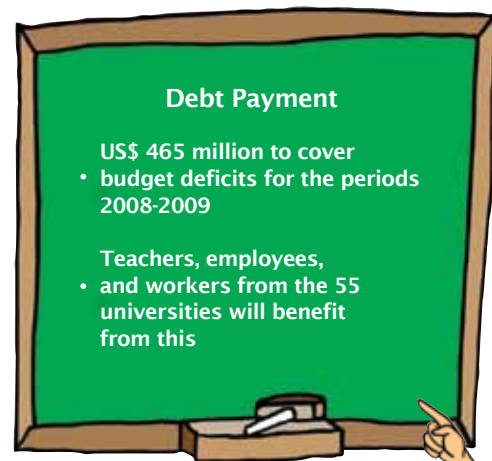 Debt Payment
US$ 465 million to cover
• budget deficits for the periods
2008-2009
Teachers, employees,
• and workers from the 55
universities will benefit
from this